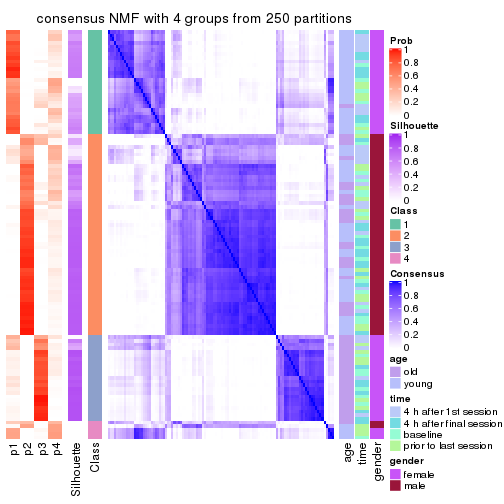 consensus NMF with 4 groups from 250 partitions
Prob
1
0.8
0.6
0.4
0.2
0
Silhouette
1
0.8
0.6
0.4
0.2
0
Class
1
2
3
4
Consensus
1
0.8
0.6
0.4
0.2
0
age
old
young
time
4 h after 1st session
4 h after final session
baseline
prior to last session
gender
female
male
p1
p2
p3
p4
Silhouette
Class
age
time
gender